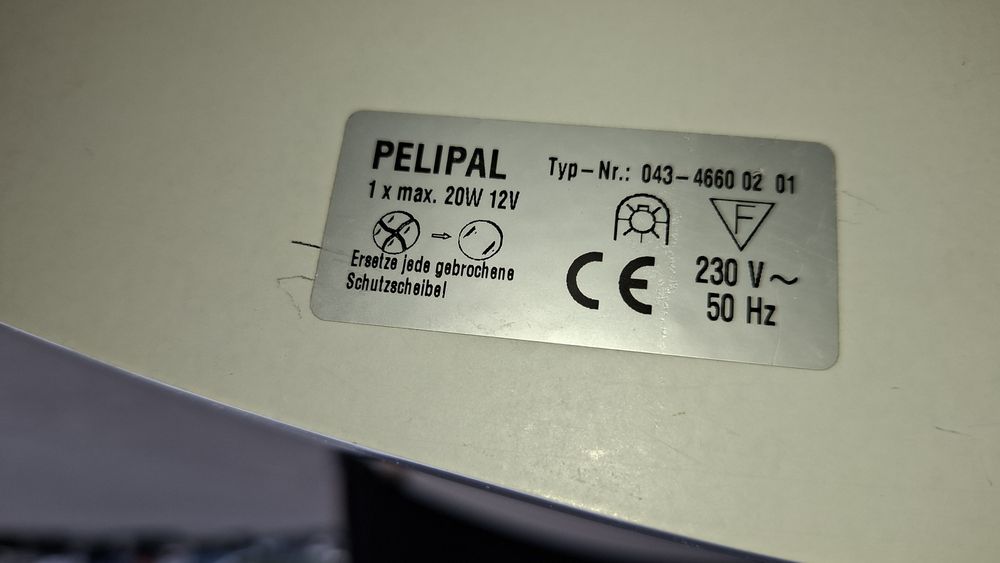 PELIPAL
1 x max. 20W 12V
Ersetze jede gebrochene
Schutzscheibe!
Typ-Nr.: 043-4660 02 01
F
CE
230 V~
50 Hz